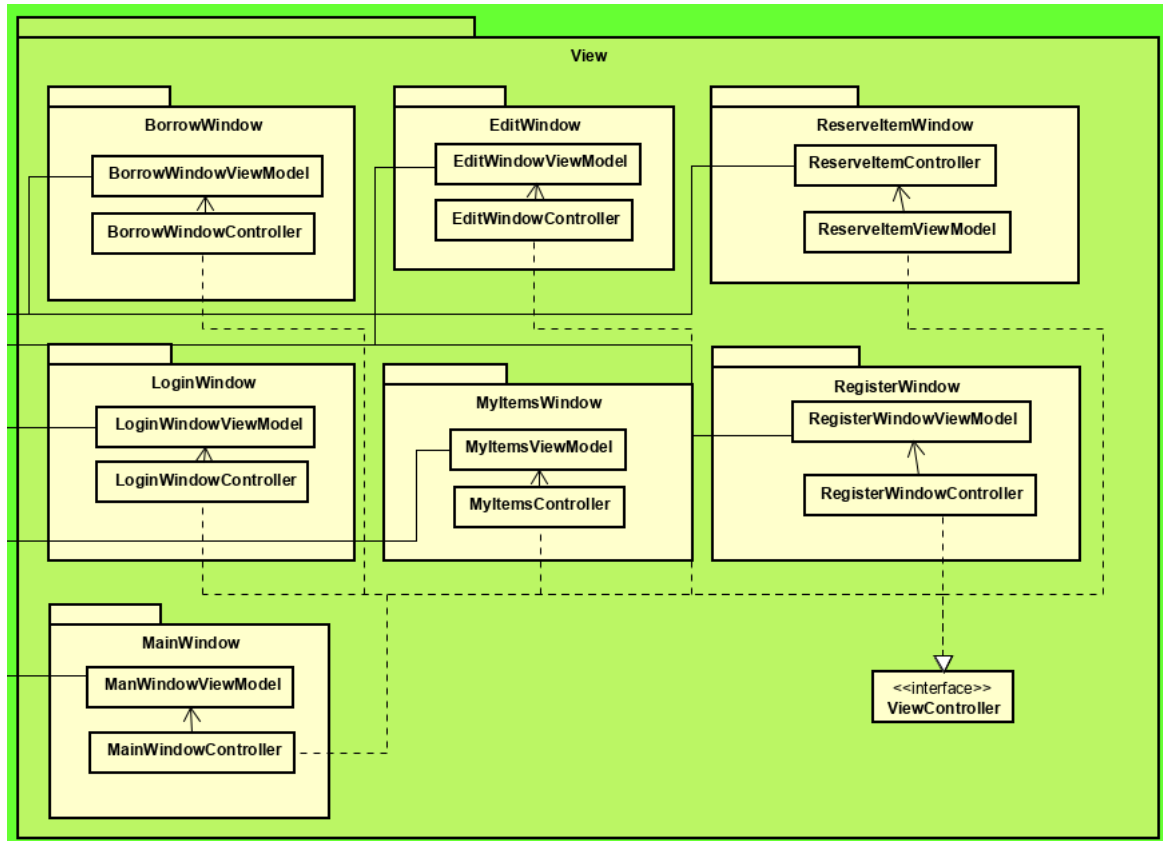 View
BorrowWindow
BorrowWindowViewModel
BorrowWindowController
EditWindow
EditWindowViewModel
EditWindowController
ReserveItemWindow
ReserveItemController
ReserveItemViewModel
LoginWindow
LoginWindowViewModel
LoginWindowController
MyItemsWindow
MyItemsViewModel
MyItemsController
RegisterWindow
RegisterWindowViewModel
RegisterWindowController
MainWindow
ManWindowViewModel
MainWindowController
<<interface>>
ViewController